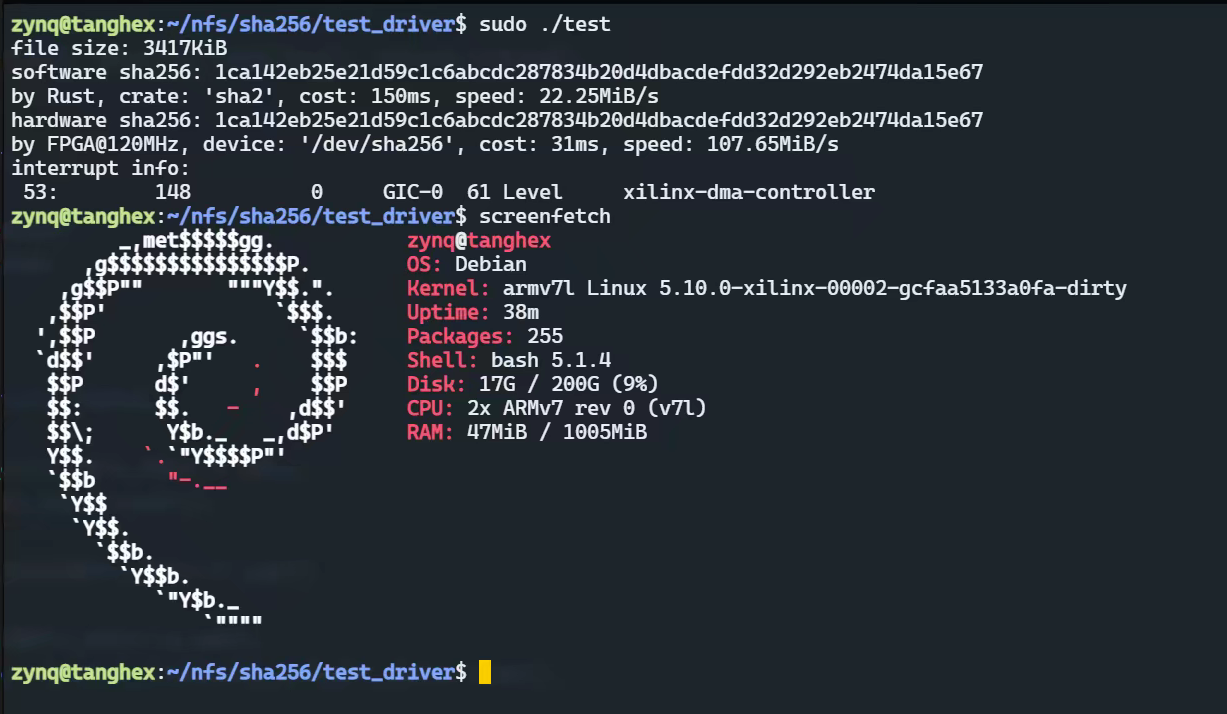 zynq@tanghex:~/nfs/sha256/test_driver$ sudo ./test
file size: 3417KiB
software sha256: 1ca142eb25e21d59c1c6abcdc287834b20d4dbacdefdd32d292eb2474da15e67
by Rust, crate: 'sha2', cost: 150ms, speed: 22.25MiB/s
hardware sha256: 1ca142eb25e21d59c1c6abcdc287834b20d4dbacdefdd32d292eb2474da15e67
by FPGA@120MHz, device: '/dev/sha256', cost: 31ms, speed: 107.65MiB/s
interrupt info:
 53:        148          0     GIC-0  61 Level     xilinx-dma-controller
zynq@tanghex:~/nfs/sha256/test_driver$ screenfetch
         _,met$$$$$gg.           zynq@tanghex
      ,g$$$$$$$$$$$$$$$P.        OS: Debian
    ,g$$P""       """Y$$.".      Kernel: armv7l Linux 5.10.0-xilinx-00002-gcfaa5133a0fa-dirty
   ,$$P'              `$$$.      Uptime: 38m
  ',$$P       ,ggs.     `$$b:    Packages: 255
  `d$$'     ,$P"'   .    $$$     Shell: bash 5.1.4
   $$P      d$'     ,    $$P     Disk: 17G / 200G (9%)
   $$:      $$.   -    ,d$$'     CPU: 2x ARMv7 rev 0 (v7l)
   $$\;      Y$b._   _,d$P'      RAM: 47MiB / 1005MiB
   Y$$.    `.`"Y$$$$P"'
   `$$b      "-.__
    `Y$$
     `Y$$.
       `$$b.
         `Y$$b.
            `"Y$b._
                `""""
zynq@tanghex:~/nfs/sha256/test_driver$